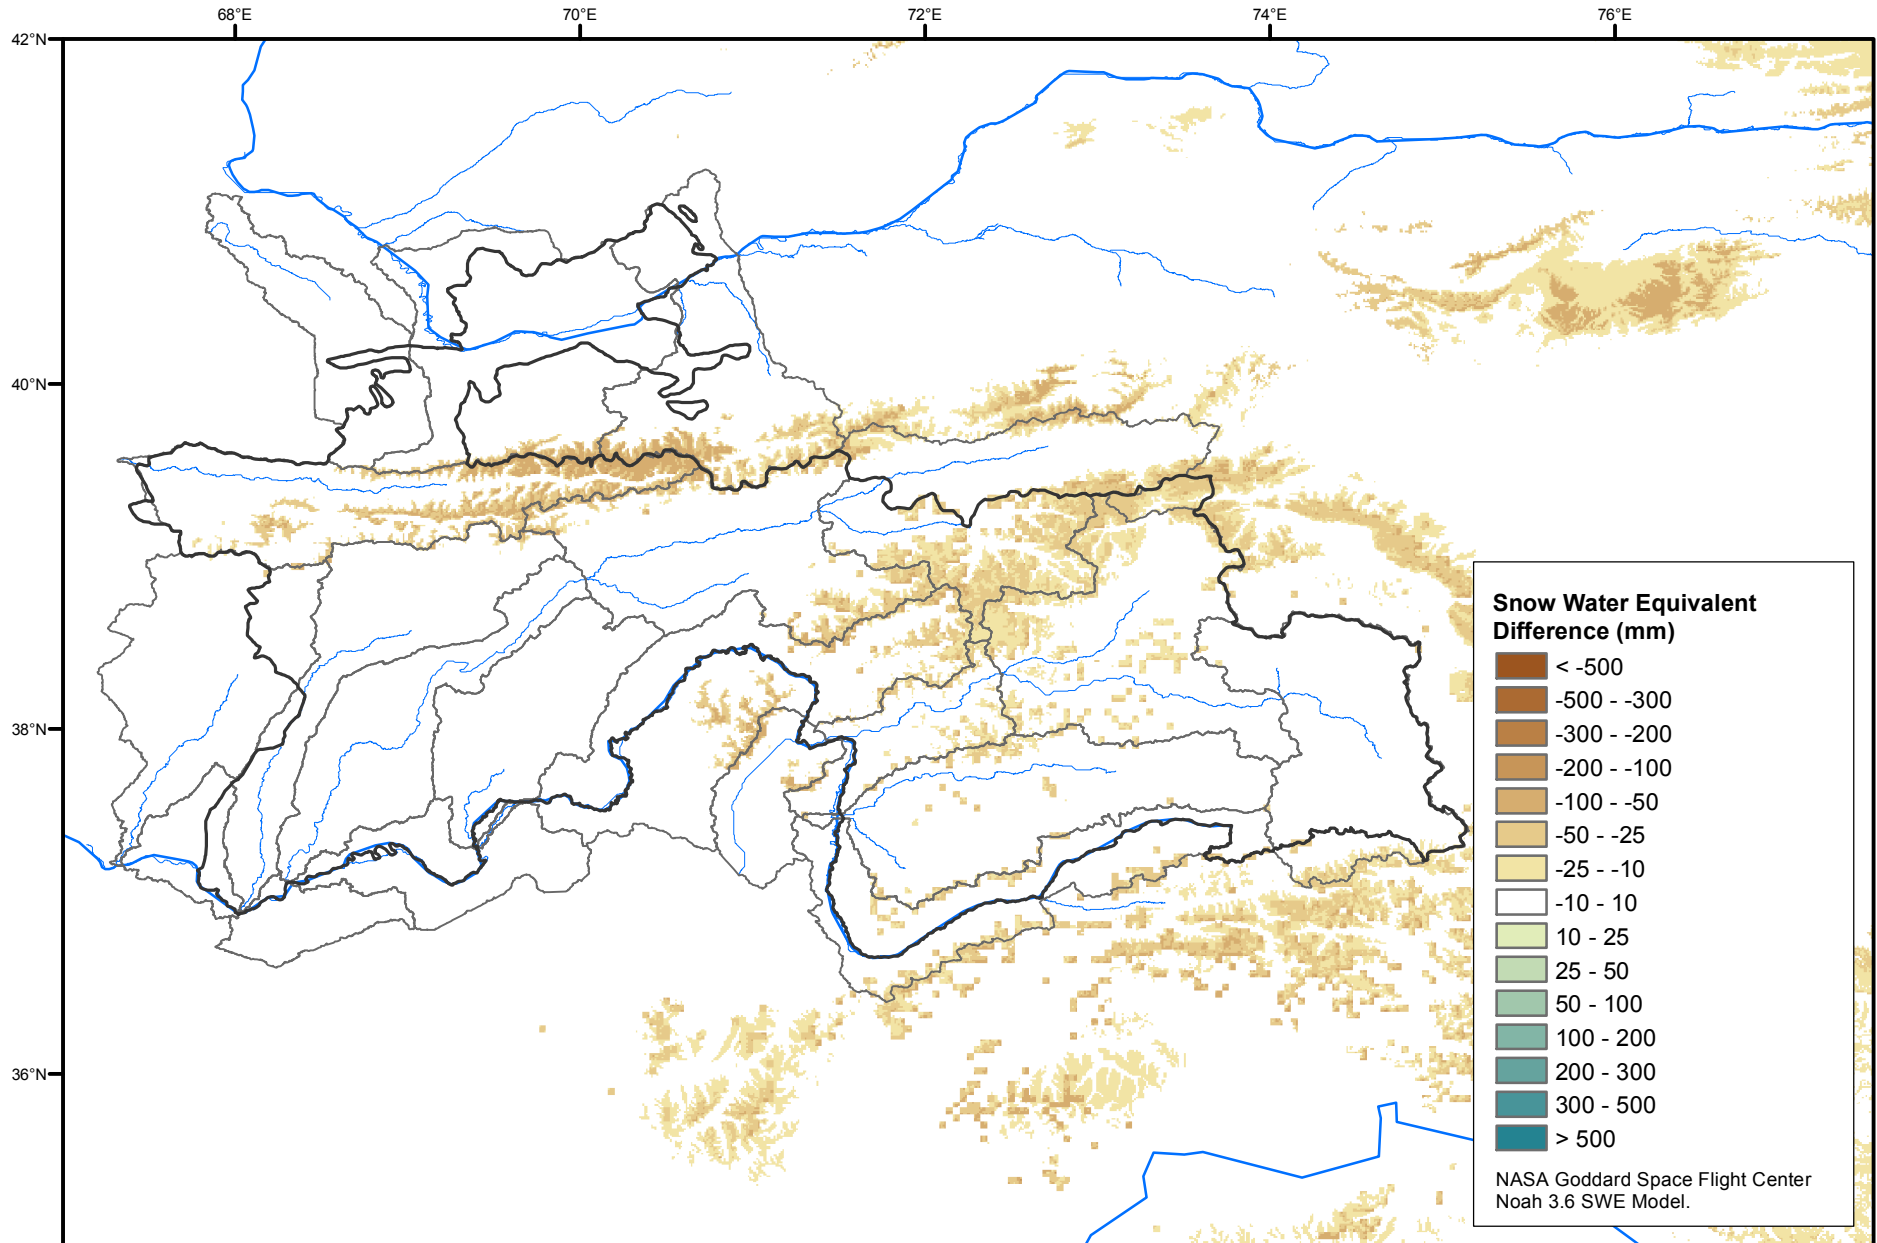 68°E
70°E
72°E
74°E
76°E
42°N
40°N
38°N
36°N
Snow Water Equivalent
Difference (mm)
< -500
-500 - -300
-300 - -200
-200 - -100
-100 - -50
-50 - -25
-25 - -10
-10 - 10
10 - 25
25 - 50
50 - 100
100 - 200
200 - 300
300 - 500
> 500
NASA Goddard Space Flight Center
Noah 3.6 SWE Model.